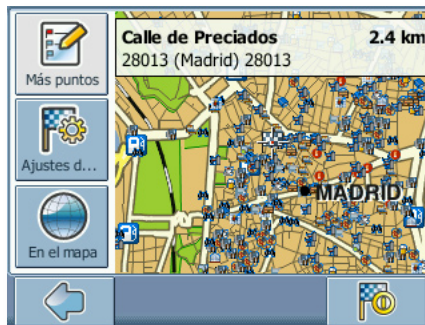 Más puntos
Calle de Preciados 2.4 km
28013 (Madrid) 28013
Ajustes d...
MADRID
En el mapa